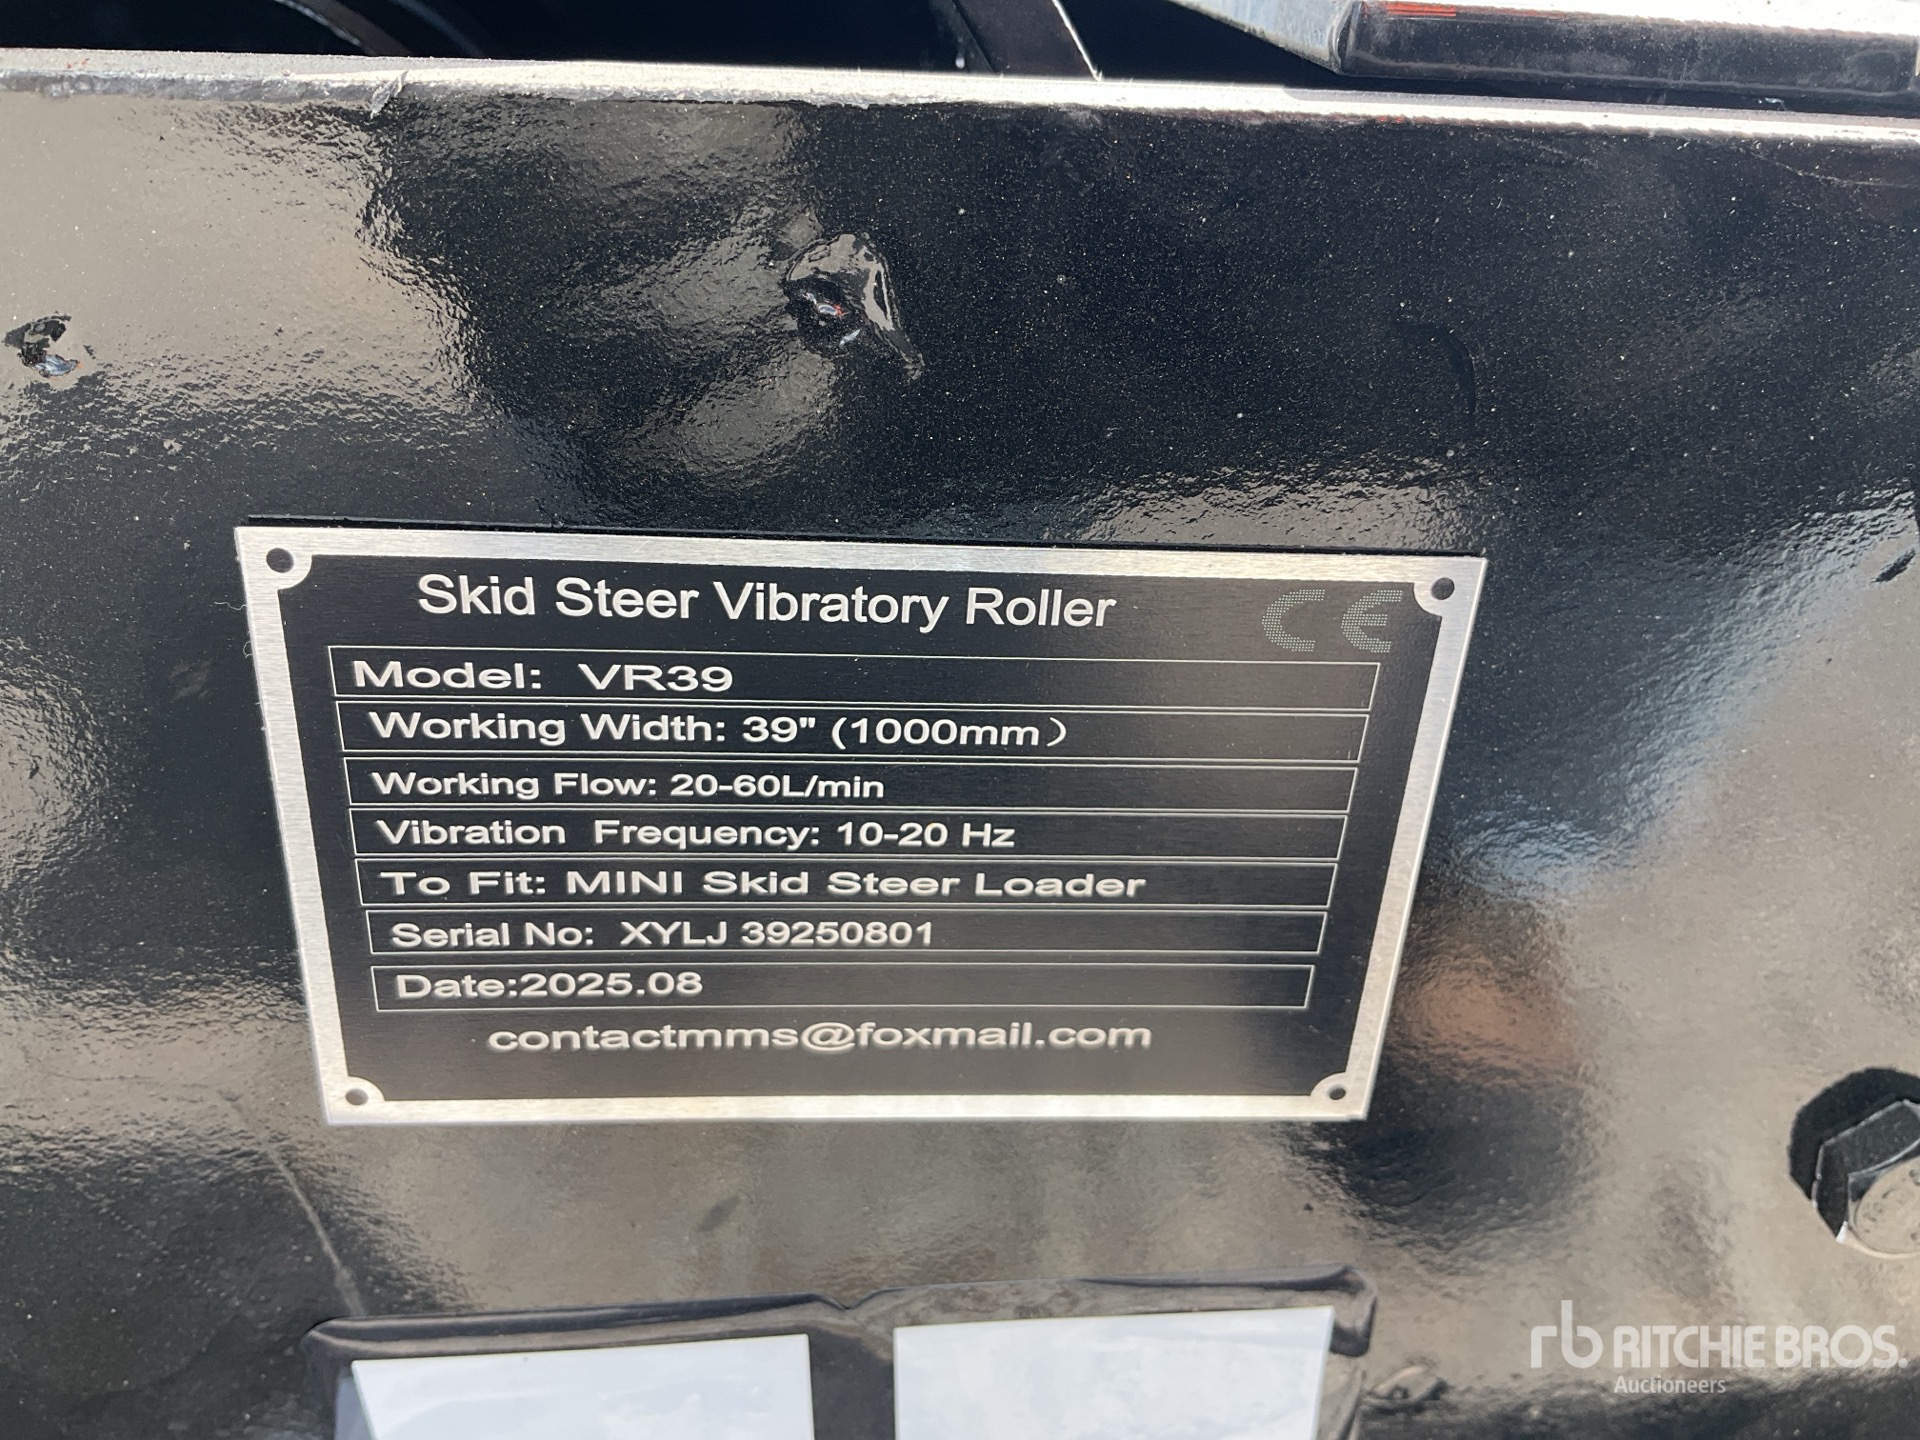 Skid Steer Vibratory Roller CE
Model: VR39
Working Width: 39" (1000mm）
Working Flow: 20-60L/min
Vibration Frequency: 10-20 Hz
To Fit: MINI Skid Steer Loader
Serial No: XYLJ 39250801
Date:2025.08
contactmms@foxmail.com
rb RITCHIE BROS.
Auctioneers